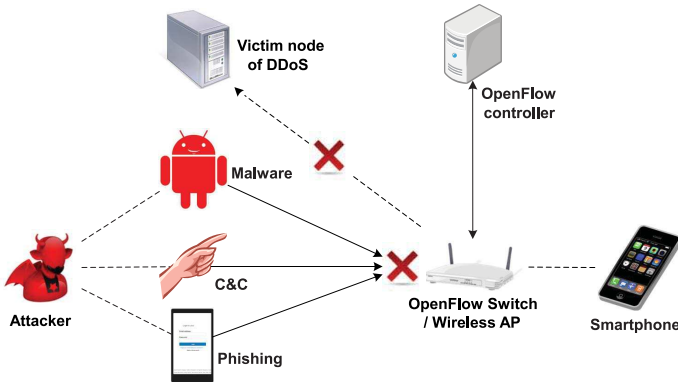 Victim node
of DDoS
OpenFlow
controller
Malware
C&C
Attacker
OpenFlow Switch
/ Wireless AP
Smartphone
Phishing